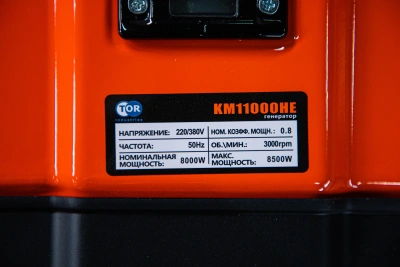 TOR
industries
KM11000HE
генератор
НАПРЯЖЕНИЕ: 220/380V
НОМ. КОЭФФ. МОЩН.: 0.8
ЧАСТОТА: 50Hz
ОБ.\МИН.: 3000rpm
НОМИНАЛЬНАЯ МОЩНОСТЬ: 8000W
МАКС. МОЩНОСТЬ: 8500W